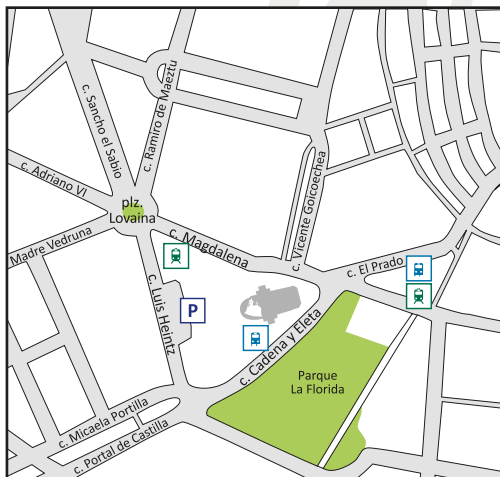 c. Sancho el Sabio
c. Ramiro de Maeztu
c. Adriano VI
plz.
Lovaina
Madre Vedruna
c. Magdalena
c. Vicente Goicoechea
c. El Prado
c. Luis Heintz
P
c. Cadena y Eleta
Parque
La Florida
c. Micaela Portilla
c. Portal de Castilla